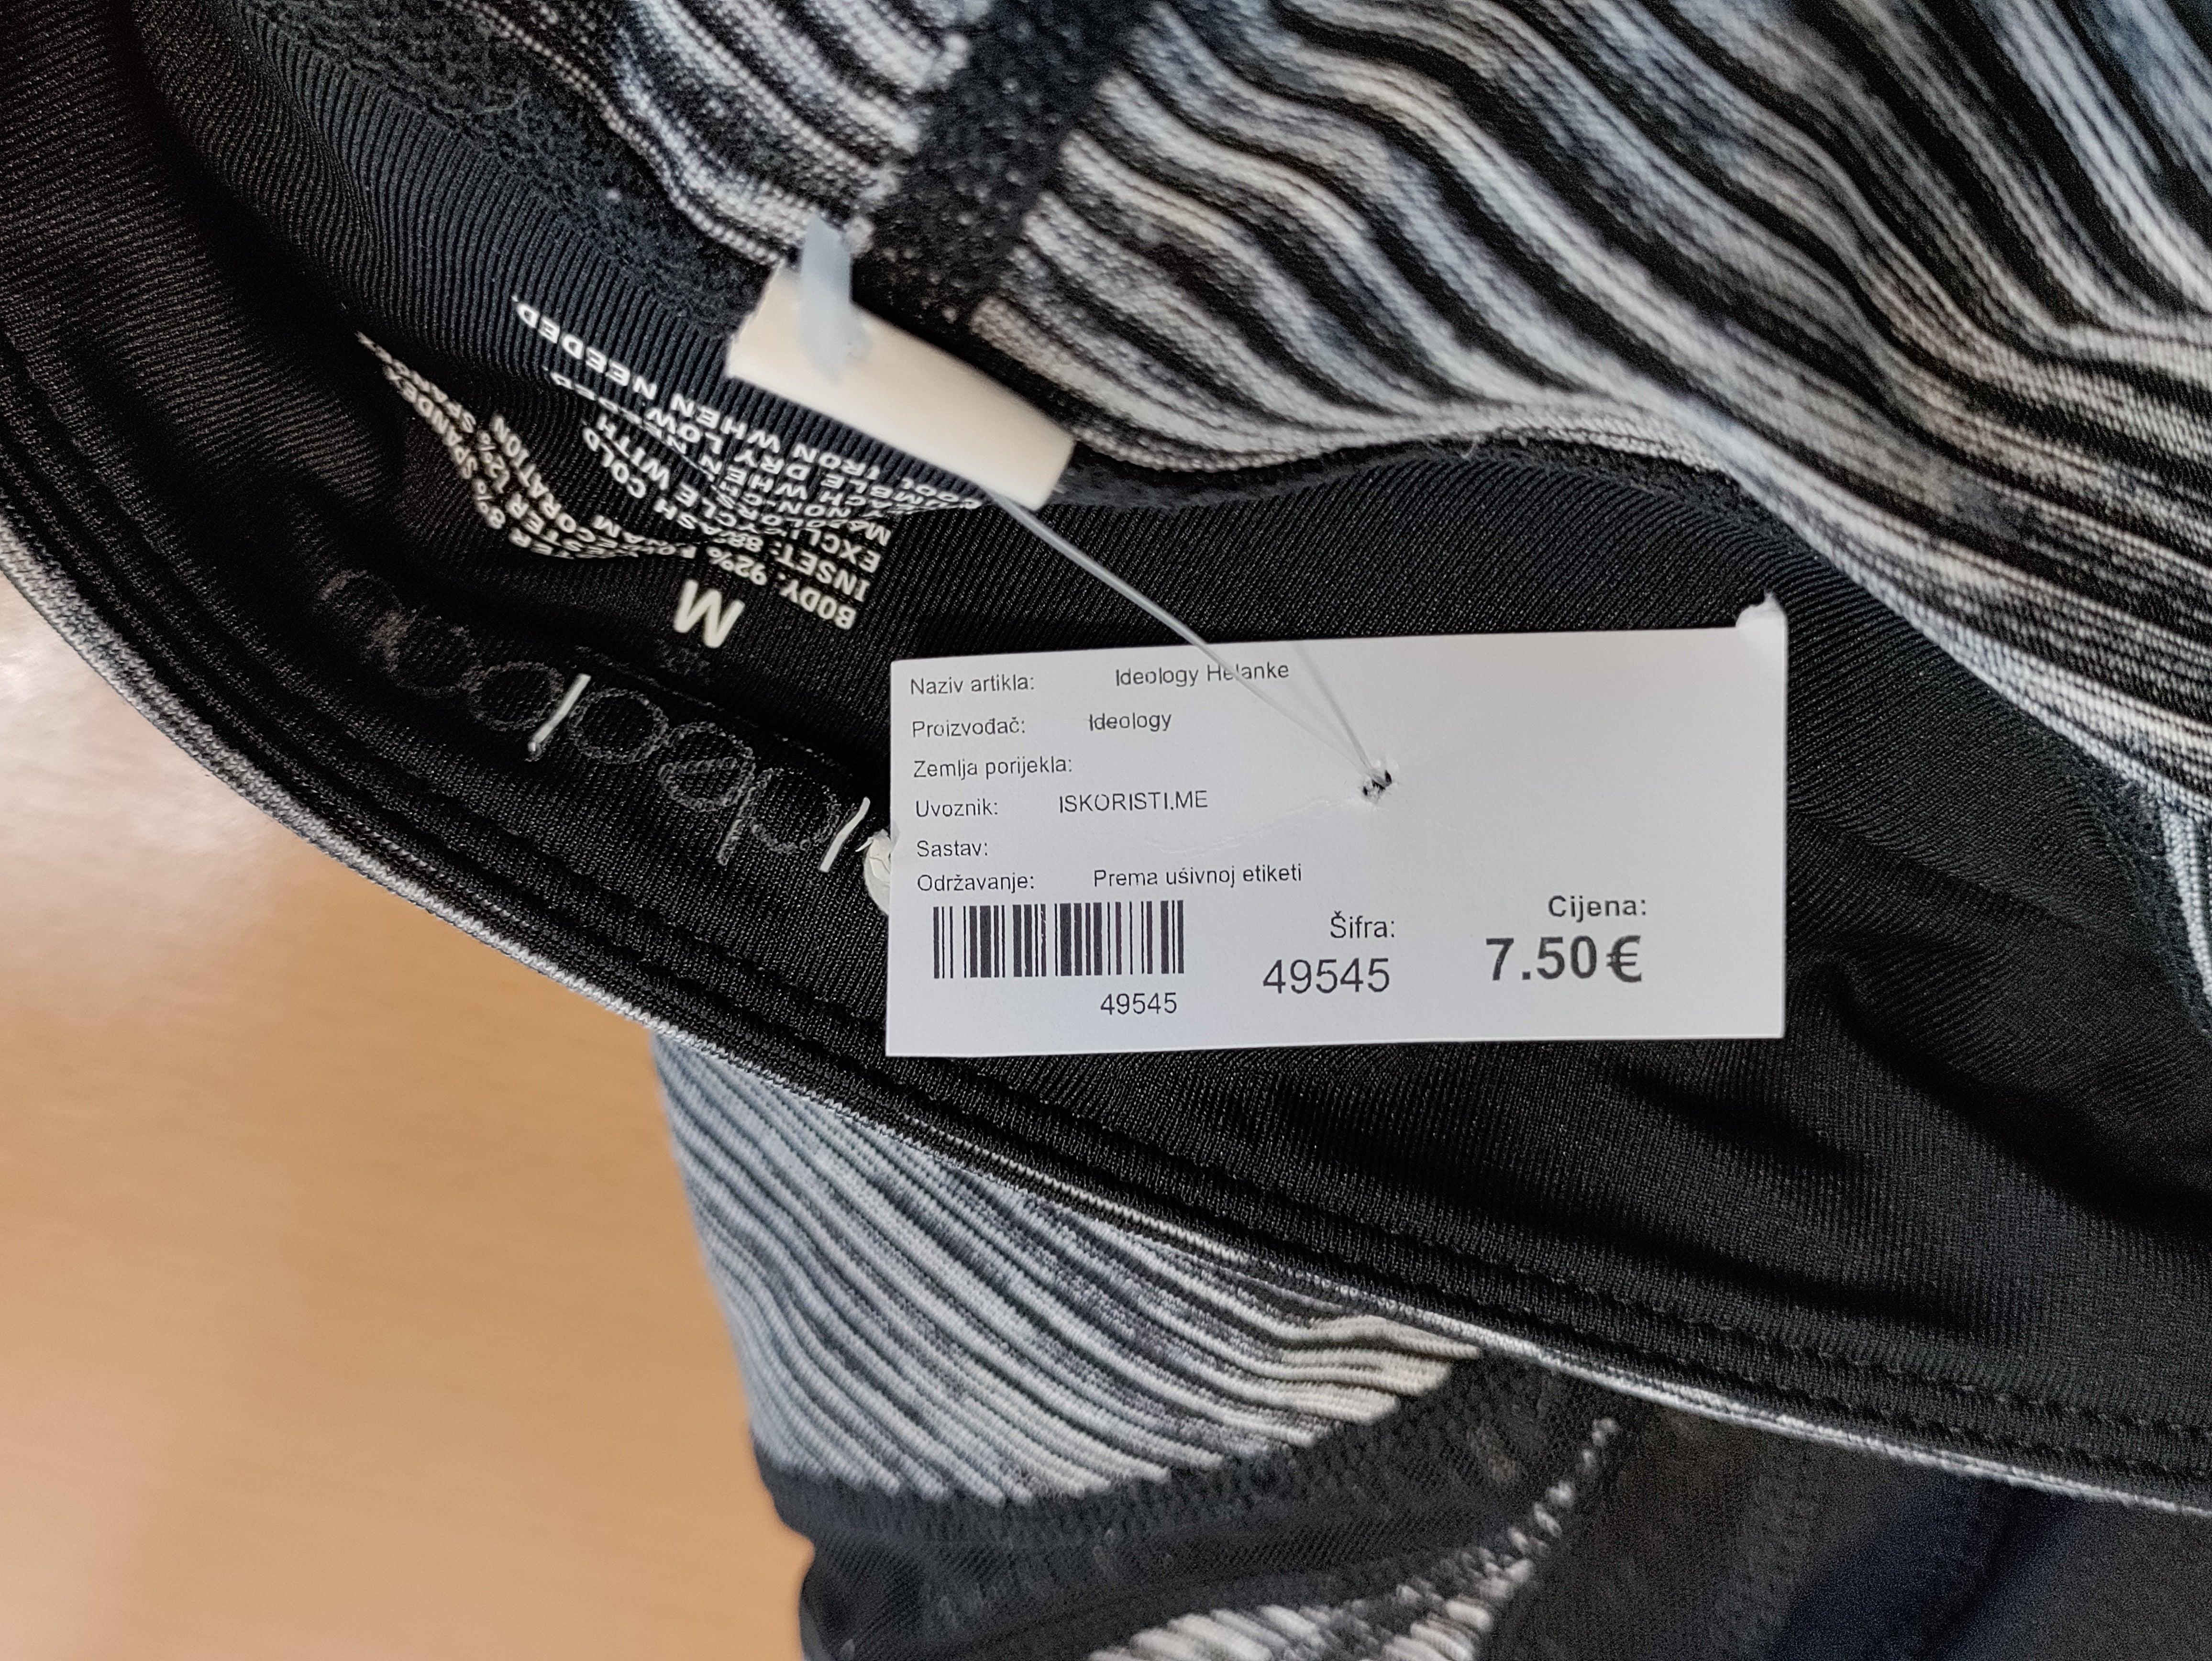 Naziv artikla: Ideology Helanke
Proizvođač: Ideology
Zemlja porijekla:
Uvoznik: ISKORISTI.ME
Sastav:
Održavanje: Prema ušivnoj etiketi
49545
Šifra:
49545
Cijena:
7.50€
ideology
M
BODY: 92%
INSET: 88%
EXCL
WASH COLD
WITH
DRY LOW
IRON WHEN NEEDED.